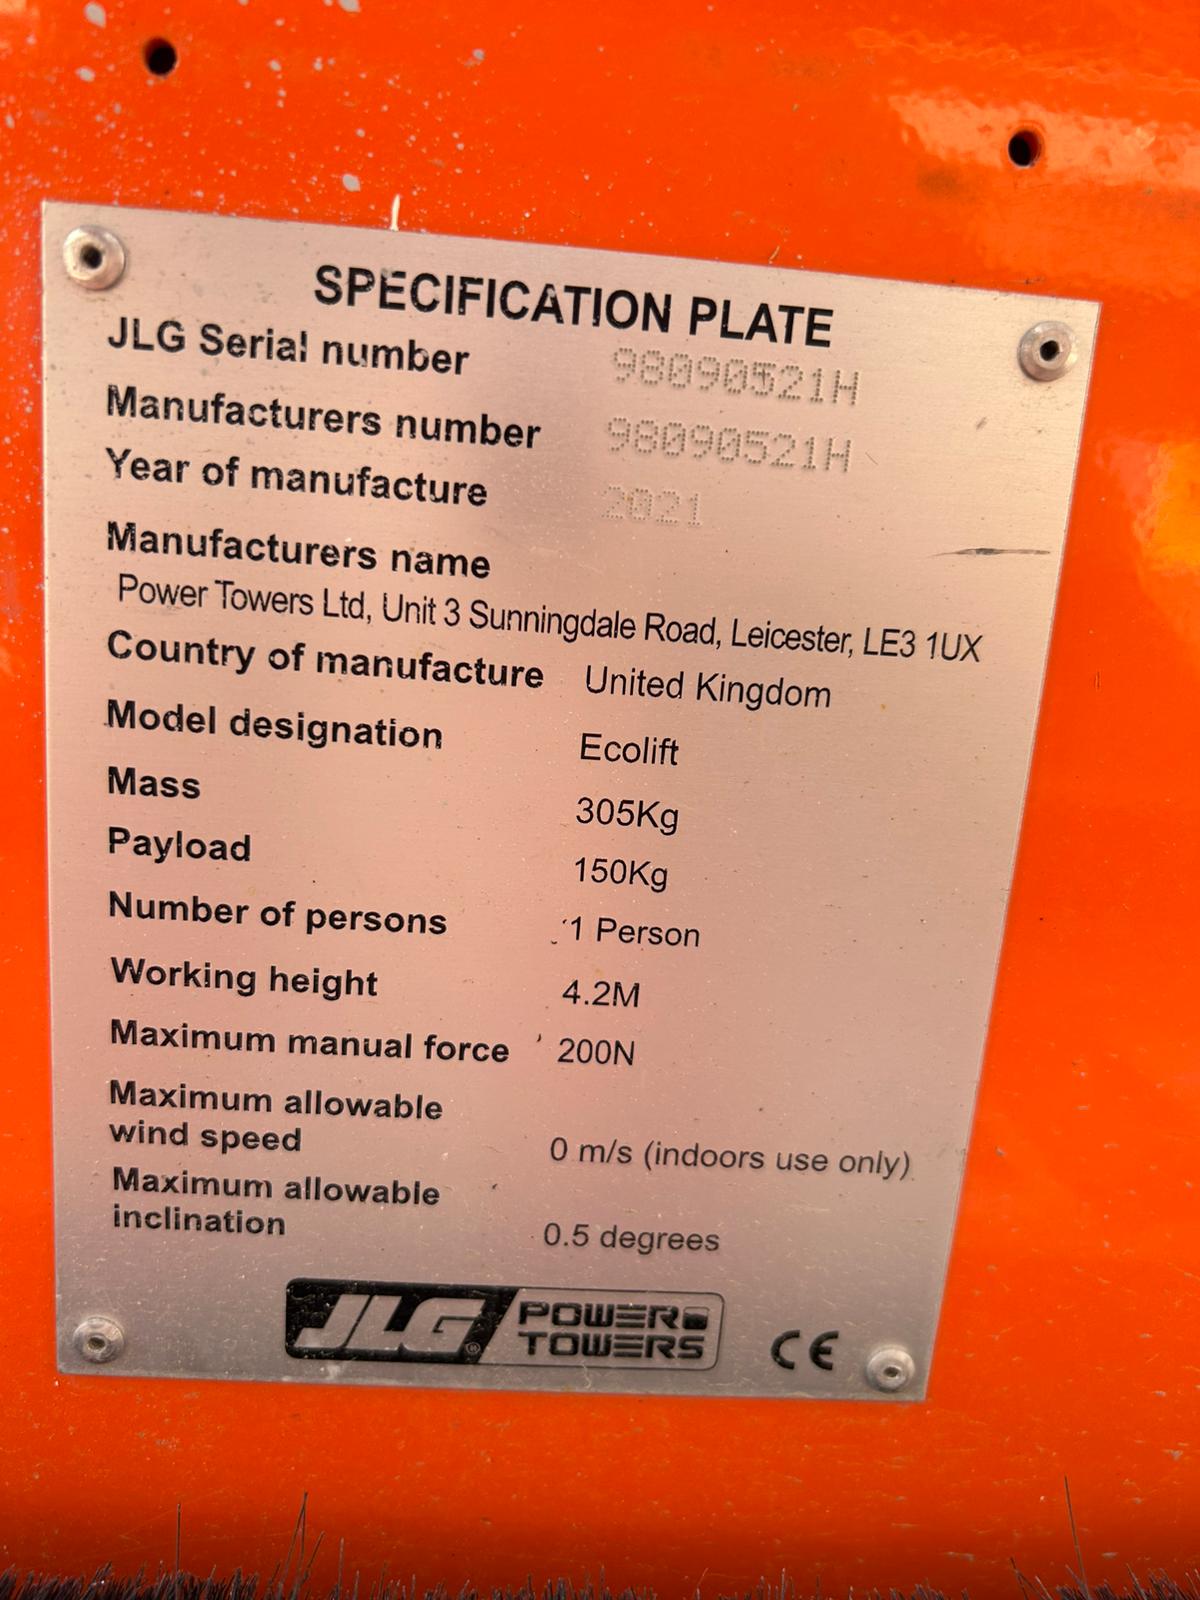 SPECIFICATION PLATE
JLG Serial number 98090521H
Manufacturers number 98090521H
Year of manufacture 2021
Manufacturers name
Power Towers Ltd, Unit 3 Sunningdale Road, Leicester, LE3 1UX
Country of manufacture United Kingdom
Model designation Ecolift
Mass 305Kg
Payload 150Kg
Number of persons 1 Person
Working height 4.2M
Maximum manual force 200N
Maximum allowable
wind speed 0 m/s (indoors use only)
Maximum allowable
inclination 0.5 degrees
JLG® POWER
TOWERS
CE